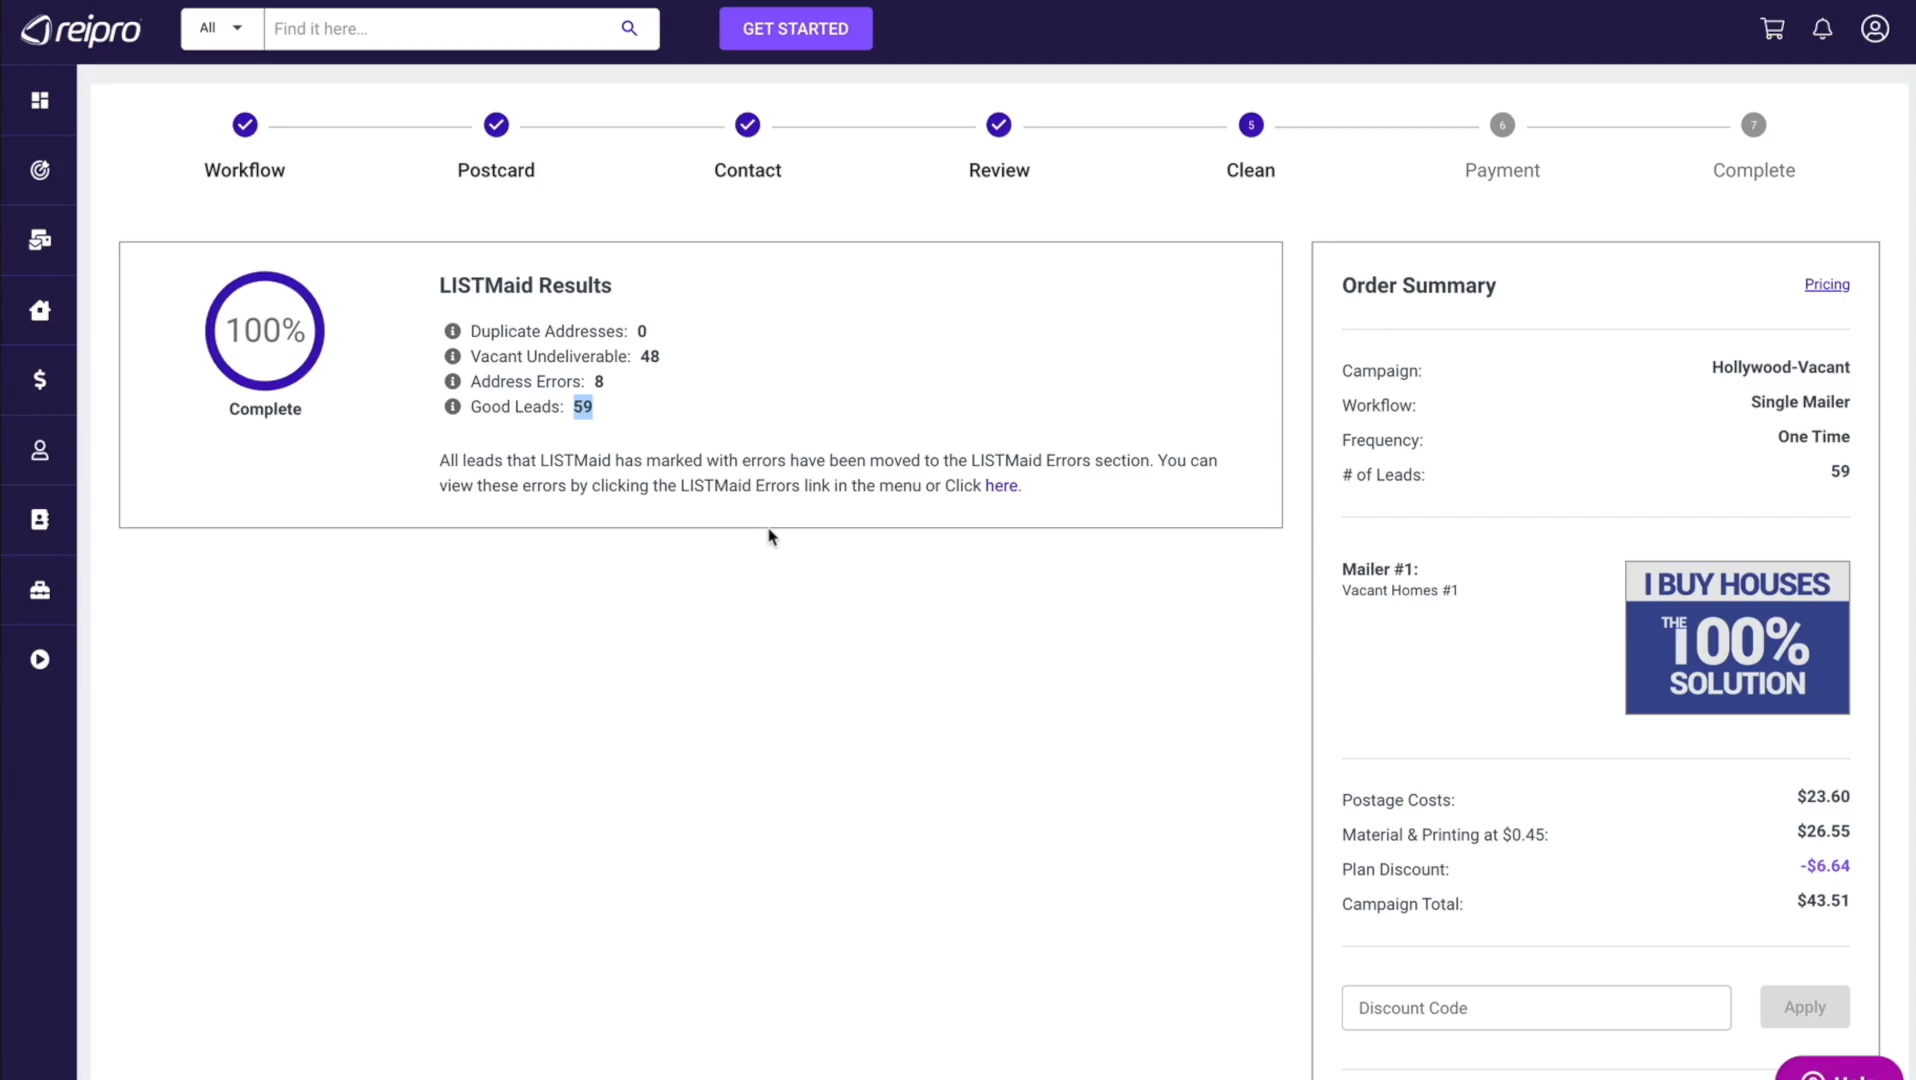 reipro
All
Find it here...
GET STARTED
Workflow
Postcard
Contact
Review
5
Clean
6
Payment
7
Complete
100%
Complete
LISTMaid Results
Duplicate Addresses: 0
Vacant Undeliverable: 48
Address Errors: 8
Good Leads: 59
All leads that LISTMaid has marked with errors have been moved to the LISTMaid Errors section. You can
view these errors by clicking the LISTMaid Errors link in the menu or Click here.
Order Summary
Pricing
Campaign: Hollywood-Vacant
Workflow: Single Mailer
Frequency: One Time
# of Leads: 59
Mailer #1:
Vacant Homes #1
I BUY HOUSES
THE
100%
SOLUTION
Postage Costs: $23.60
Material & Printing at $0.45: $26.55
Plan Discount: -$6.64
Campaign Total: $43.51
Discount Code
Apply